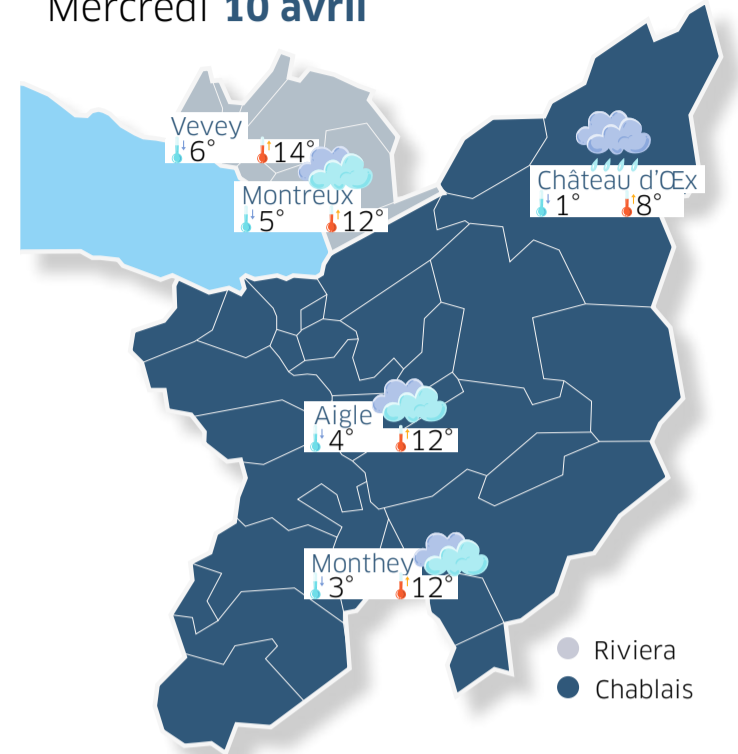 Mercredi 10 avril
Vevey
6° 14°
Montreux
5° 12°
Château d'Œx
1° 8°
Aigle
4° 12°
Monthey
3° 12°
Riviera
Chablais